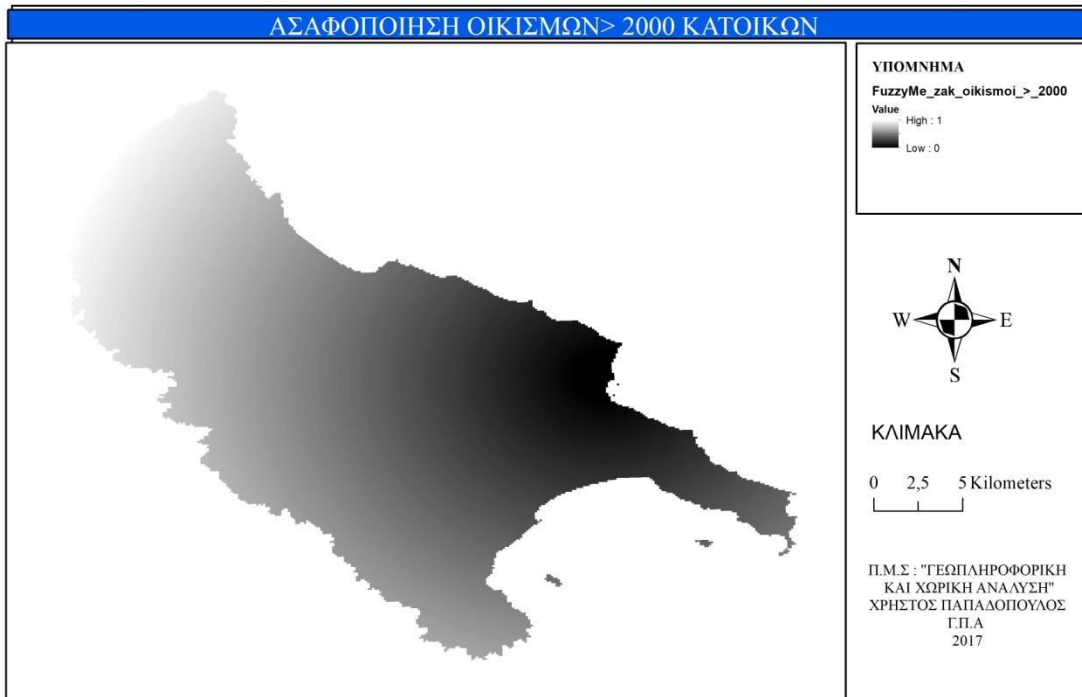 ΑΣΑΦΟΠΟΙΗΣΗ ΟΙΚΙΣΜΩΝ> 2000 ΚΑΤΟΙΚΩΝ
ΥΠΟΜΝΗΜΑ
FuzzyMe_zak_oikismoi_>_2000
Value
High : 1
Low : 0
N
W E
S
ΚΛΙΜΑΚΑ
0 2,5 5 Kilometers
Π.Μ.Σ : "ΓΕΩΠΛΗΡΟΦΟΡΙΚΗ
ΚΑΙ ΧΩΡΙΚΗ ΑΝΑΛΥΣΗ"
ΧΡΗΣΤΟΣ ΠΑΠΑΔΟΠΟΥΛΟΣ
Γ.Π.Α
2017